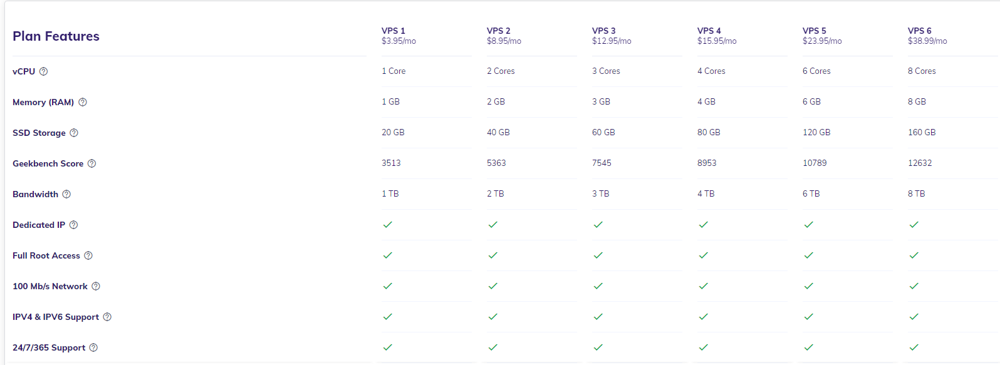 Plan Features
VPS 1 VPS 2 VPS 3 VPS 4 VPS 5 VPS 6
$3.95/mo $8.95/mo $12.95/mo $15.95/mo $23.95/mo $38.99/mo
vCPU 1 Core 2 Cores 3 Cores 4 Cores 6 Cores 8 Cores
Memory (RAM) 1 GB 2 GB 3 GB 4 GB 6 GB 8 GB
SSD Storage 20 GB 40 GB 60 GB 80 GB 120 GB 160 GB
Geekbench Score 3513 5363 7545 8953 10789 12632
Bandwidth 1 TB 2 TB 3 TB 4 TB 6 TB 8 TB
Dedicated IP
Full Root Access
100 Mb/s Network
IPV4 & IPV6 Support
24/7/365 Support